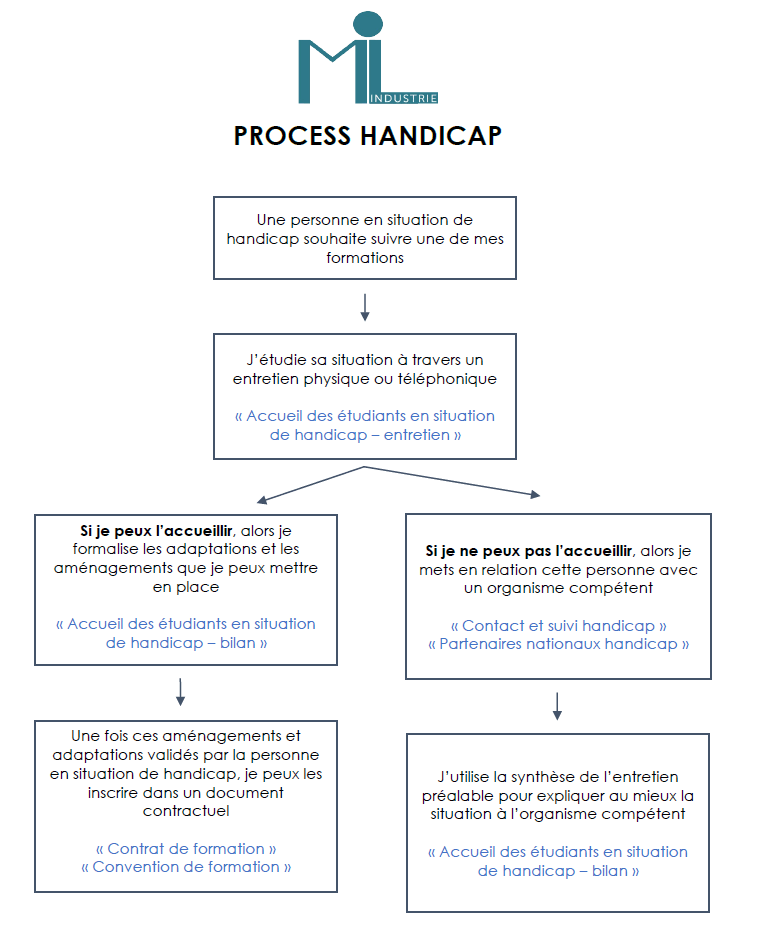 MiL
INDUSTRIE
PROCESS HANDICAP
Une personne en situation de
handicap souhaite suivre une de mes
formations
J’étudie sa situation à travers un
entretien physique ou téléphonique
« Accueil des étudiants en situation
de handicap – entretien »
Si je peux l’accueillir, alors je
formalise les adaptations et les
aménagements que je peux mettre
en place
« Accueil des étudiants en situation
de handicap – bilan »
Une fois ces aménagements et
adaptations validés par la personne
en situation de handicap, je peux les
inscrire dans un document
contractuel
« Contrat de formation »
« Convention de formation »
Si je ne peux pas l’accueillir, alors je
mets en relation cette personne avec
un organisme compétent
« Contact et suivi handicap »
« Partenaires nationaux handicap »
J’utilise la synthèse de l’entretien
préalable pour expliquer au mieux la
situation à l’organisme compétent
« Accueil des étudiants en situation
de handicap – bilan »